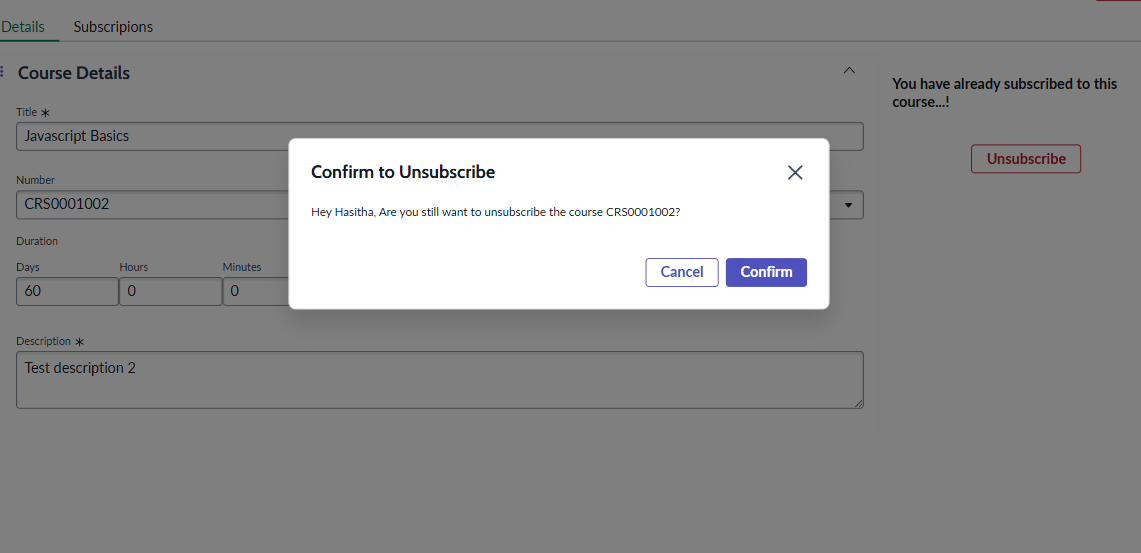 Details Subscripions
Course Details
You have already subscribed to this
course...!
Title *
Javascript Basics
Unsubscribe
Confirm to Unsubscribe
Hey Hasitha, Are you still want to unsubscribe the course CRS0001002?
Cancel Confirm
Number
CRS0001002
Duration
Days Hours Minutes
60 0 0
Description *
Test description 2